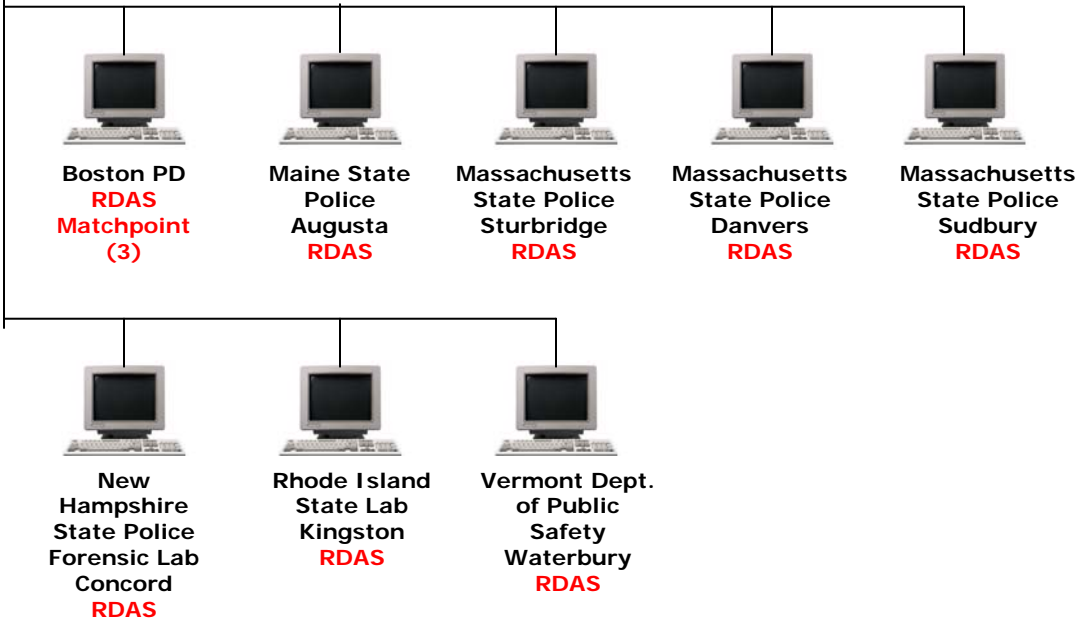 Boston PD
RDAS
Matchpoint
(3)
Maine State
Police
Augusta
RDAS
Massachusetts
State Police
Sturbridge
RDAS
Massachusetts
State Police
Danvers
RDAS
Massachusetts
State Police
Sudbury
RDAS
New
Hampshire
State Police
Forensic Lab
Concord
RDAS
Rhode Island
State Lab
Kingston
RDAS
Vermont Dept.
of Public
Safety
Waterbury
RDAS